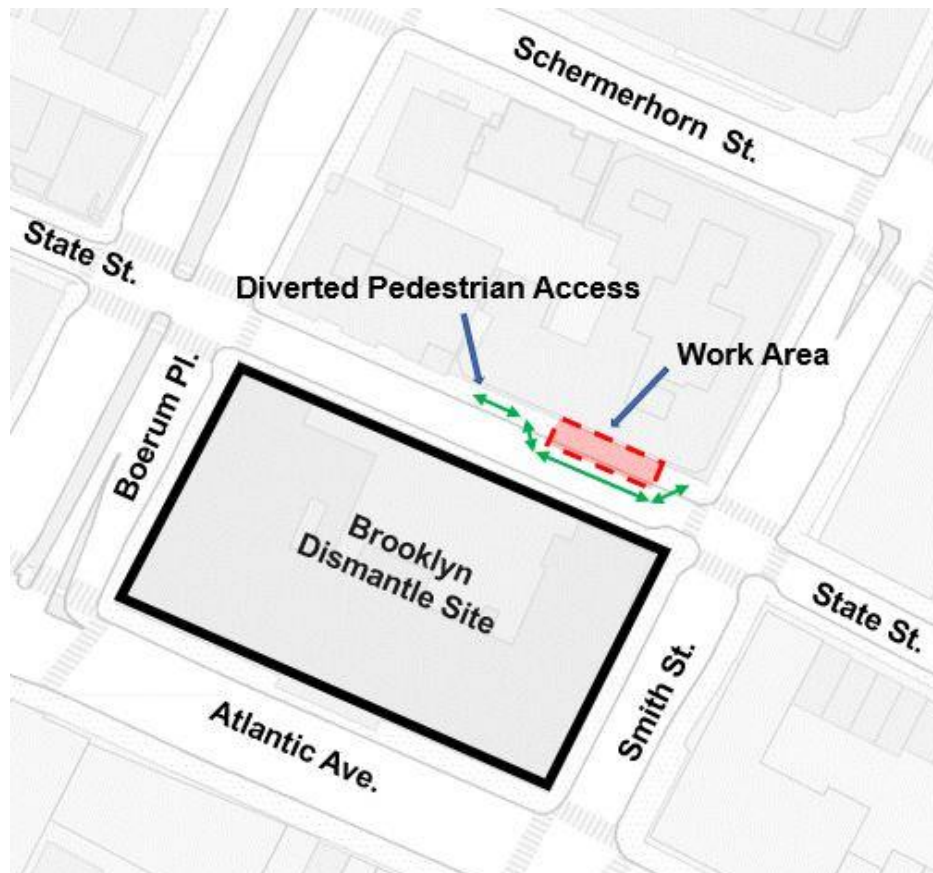 Schermerhorn St.
State St.
Diverted Pedestrian Access
Work Area
Boerum Pl.
Brooklyn
Dismantle Site
State St.
Smith St.
Atlantic Ave.